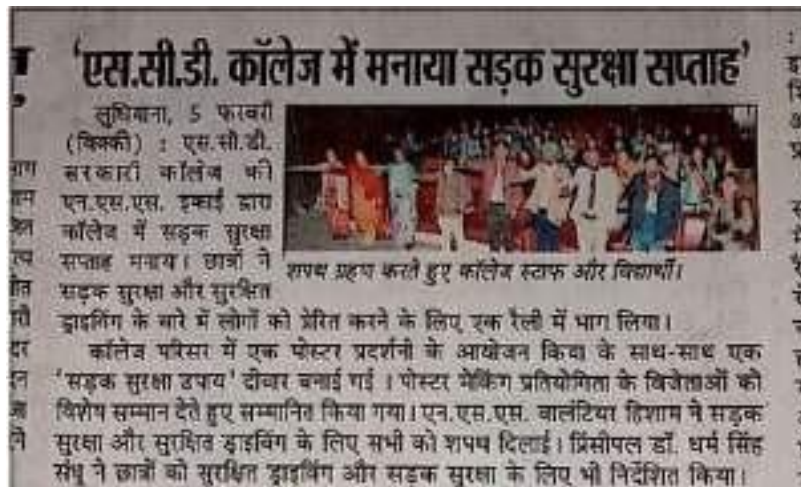 'एस.सी.डी. कॉलेज में मनाया सड़क सुरक्षा सप्ताह'
लुधियाना, 5 फरवरी
(विक्की) : एस.सी.डी.
सरकारी कॉलेज की
एन.एस.एस. इकाई द्वारा
कॉलेज में सड़क सुरक्षा
सप्ताह मनाय। छात्रों ने
सड़क सुरक्षा और सुरक्षित
ड्राइविंग के बारे में लोगों को प्रेरित करने के लिए एक रैली में भाग लिया।
शपथ ग्रहण करते हुए कॉलेज स्टाफ और विद्यार्थी।
कॉलेज परिसर में एक पोस्टर प्रदर्शनी के आयोजन किया के साथ-साथ एक
'सड़क सुरक्षा उपाय' दीवार बनाई गई । पोस्टर मेकिंग प्रतियोगिता के विजेताओं को
विशेष सम्मान देते हुए सम्मानित किया गया। एन.एस.एस. वालंटियर हिशाम ने सड़क
सुरक्षा और सुरक्षित ड्राइविंग के लिए सभी को शपथ दिलाई। प्रिंसीपल डॉ. धर्म सिंह
संधू ने छात्रों को सुरक्षित ड्राइविंग और सड़क सुरक्षा के लिए भी निर्देशित किया।